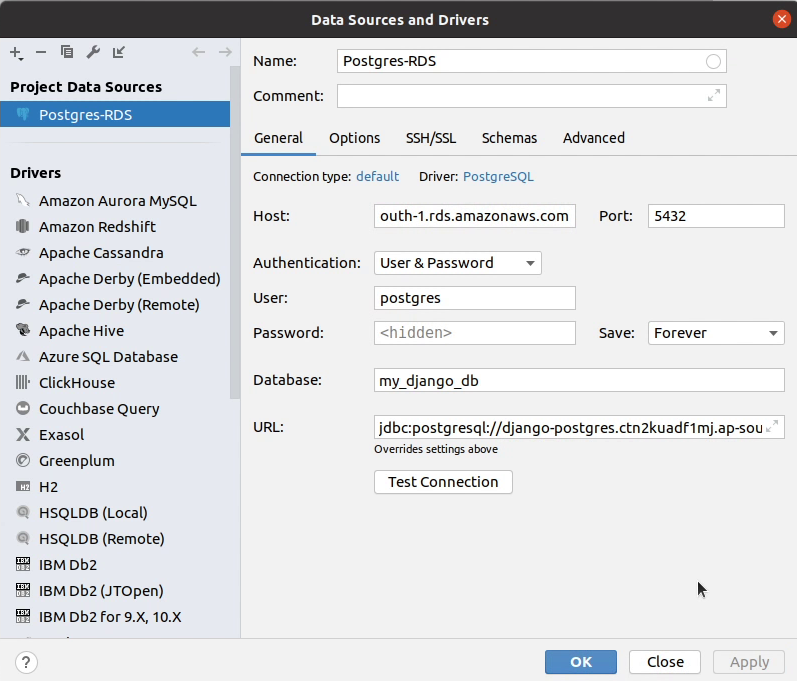 Data Sources and Drivers
Project Data Sources
Postgres-RDS
Drivers
Amazon Aurora MySQL
Amazon Redshift
Apache Cassandra
Apache Derby (Embedded)
Apache Derby (Remote)
Apache Hive
Azure SQL Database
ClickHouse
Couchbase Query
Exasol
Greenplum
H2
HSQLDB (Local)
HSQLDB (Remote)
IBM Db2
IBM Db2 (JTOpen)
IBM Db2 for 9.X, 10.X
Name: Postgres-RDS
Comment:
General Options SSH/SSL Schemas Advanced
Connection type: default Driver: PostgreSQL
Host: outh-1.rds.amazonaws.com Port: 5432
Authentication: User & Password
User: postgres
Password: <hidden> Save: Forever
Database: my_django_db
URL: jdbc:postgresql://django-postgres.ctn2kuadf1mj.ap-sou
Overrides settings above
Test Connection
? OK Close Apply